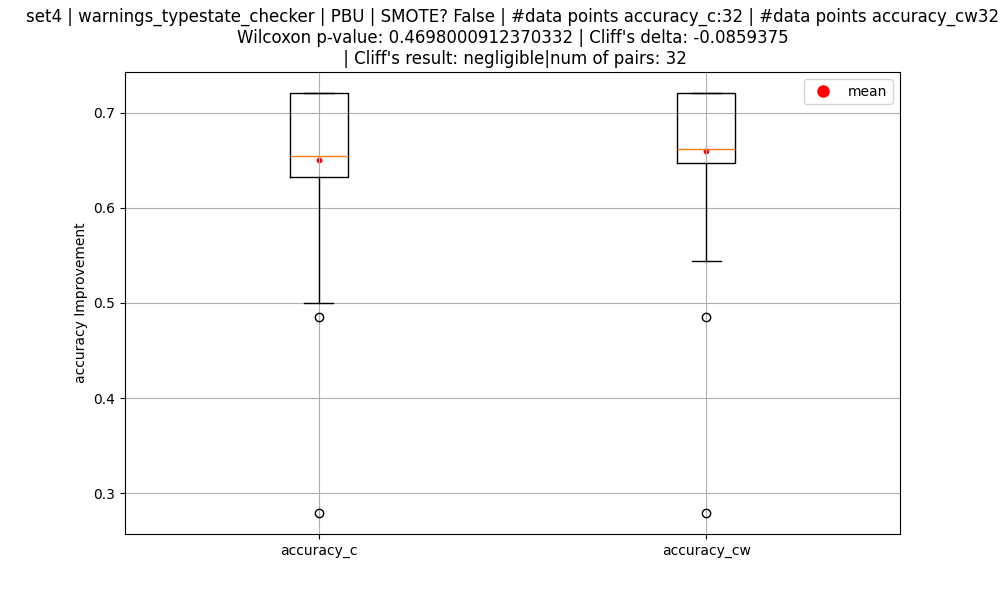 set4 | warnings_typestate_checker | PBU | SMOTE? False | #data points accuracy_c:32 | #data points accuracy_cw32
Wilcoxon p-value: 0.4698000912370332 | Cliff's delta: -0.0859375
| Cliff's result: negligible|num of pairs: 32
mean
0.7
0.6
0.5
0.4
0.3
accuracy Improvement
accuracy_c
accuracy_cw